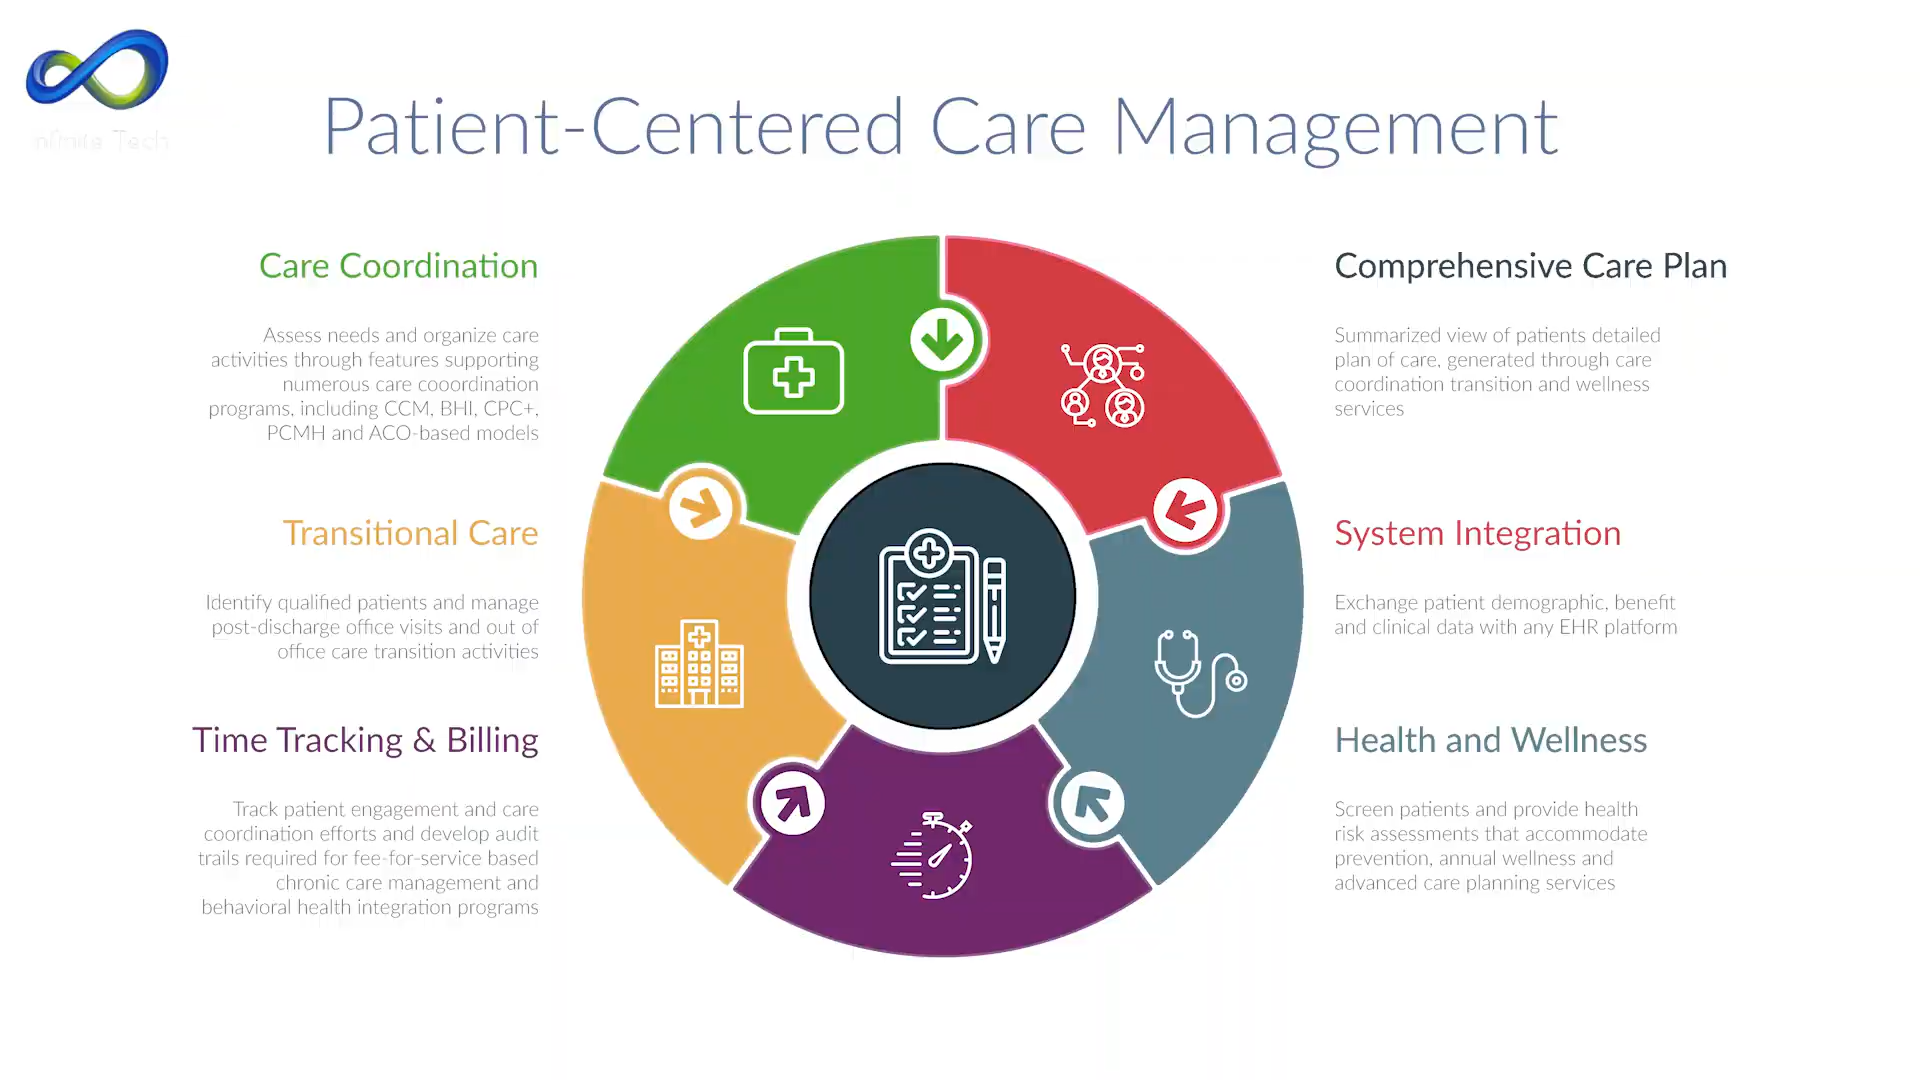 nfinite Tech
Patient-Centered Care Management
Care Coordination
Assess needs and organize care
activities through features supporting
numerous care cooordination
programs, including CCM, BHI, CPC+,
PCMH and ACO-based models
Transitional Care
Identify qualified patients and manage
post-discharge office visits and out of
office care transition activities
Time Tracking & Billing
Track patient engagement and care
coordination efforts and develop audit
trails required for fee-for-service based
chronic care management and
behavioral health integration programs
Comprehensive Care Plan
Summarized view of patients detailed
plan of care, generated through care
coordination transition and wellness
services
System Integration
Exchange patient demographic, benefit
and clinical data with any EHR platform
Health and Wellness
Screen patients and provide health
risk assessments that accommodate
prevention, annual wellness and
advanced care planning services